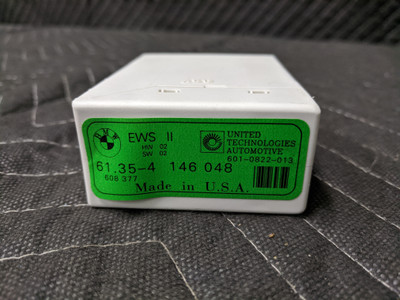 BMW
EWS II
HW 02
SW 02
UNITED
TECHNOLOGIES
AUTOMOTIVE
601-0822-013
61.35-4 146 048
608 377
Made in U.S.A.